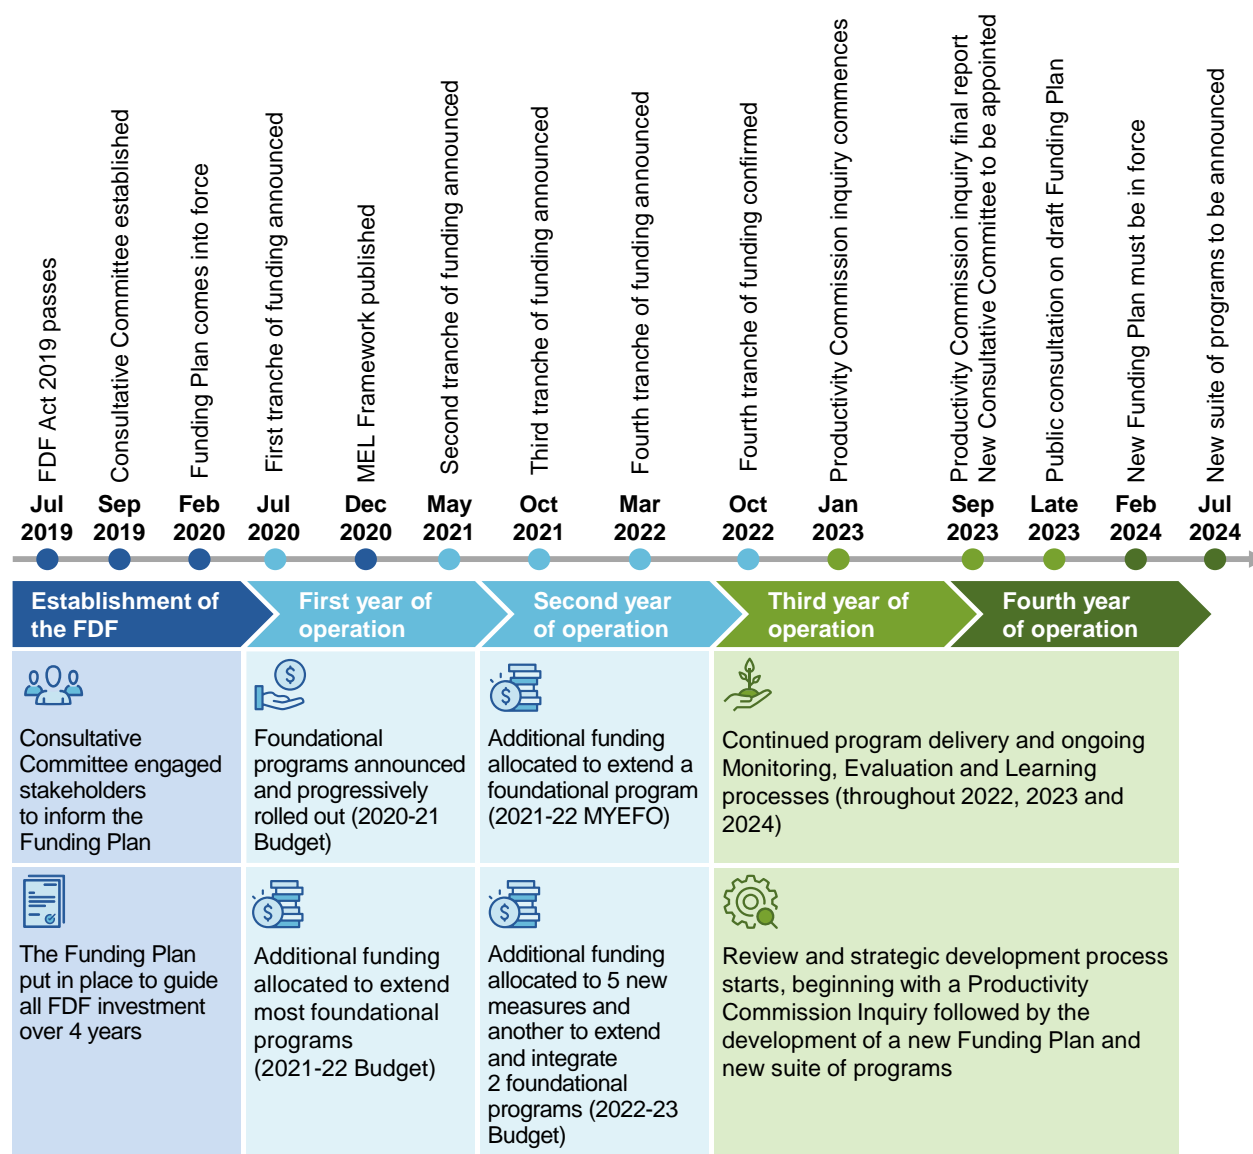 FDF Act 2019 passes
Consultative Committee established
Funding Plan comes into force
First tranche of funding announced
MEL Framework published
Second tranche of funding announced
Third tranche of funding announced
Fourth tranche of funding announced
Fourth tranche of funding confirmed
Productivity Commission inquiry commences
Productivity Commission inquiry final report
New Consultative Committee to be appointed
Public consultation on draft Funding Plan
New Funding Plan must be in force
New suite of programs to be announced
Jul
2019
Sep
2019
Feb
2020
Jul
2020
Dec
2020
May
2021
Oct
2021
Mar
2022
Oct
2022
Jan
2023
Sep
2023
Late
2023
Feb
2024
Jul
2024
Establishment of
the FDF
First year of
operation
Second year
of operation
Third year of
operation
Fourth year
of operation
Consultative
Committee engaged
stakeholders
to inform the
Funding Plan
$
Foundational
programs announced
and progressively
rolled out (2020-21
Budget)
$
Additional funding
allocated to extend a
foundational program
(2021-22 MYEFO)
Continued program delivery and ongoing
Monitoring, Evaluation and Learning
processes (throughout 2022, 2023 and
2024)
The Funding Plan
put in place to guide
all FDF investment
over 4 years
$
Additional funding
allocated to extend
most foundational
programs
(2021-22 Budget)
$
Additional funding
allocated to 5 new
measures and
another to extend
and integrate
2 foundational
programs (2022-23
Budget)
Review and strategic development process
starts, beginning with a Productivity
Commission Inquiry followed by the
development of a new Funding Plan and
new suite of programs